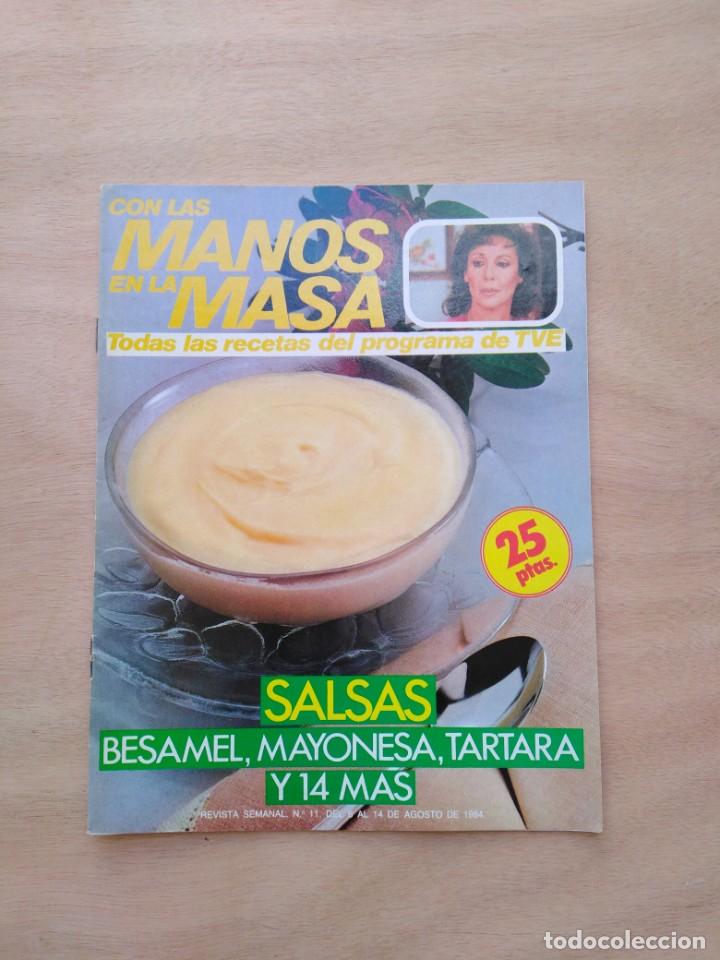 CON LAS
MANOS
EN LA MASA
Todas las recetas del programa de TVE
25
ptas.
SALSAS
BESAMEL, MAYONESA, TARTARA
Y 14 MAS
REVISTA SEMANAL. N.º 11. DEL AL 14 DE AGOSTO DE 1984
todocoleccion